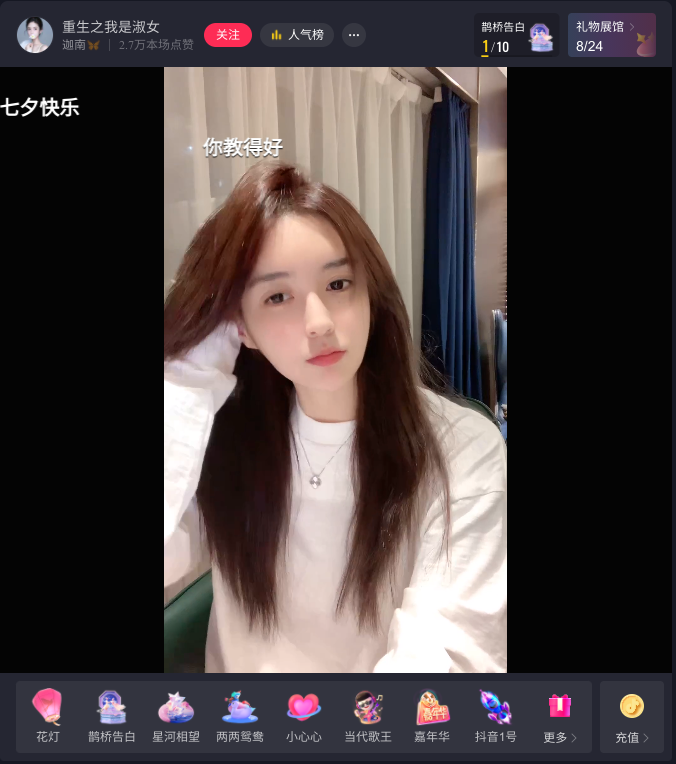 重生之我是淑女
迦南 | 2.7万本场点赞
关注
人气榜
鹊桥告白
1/10
礼物展馆
8/24
七夕快乐
你教得好
花灯
鹊桥告白
星河相望
两两鸳鸯
小心心
当代歌王
嘉年华
抖音1号
更多
充值